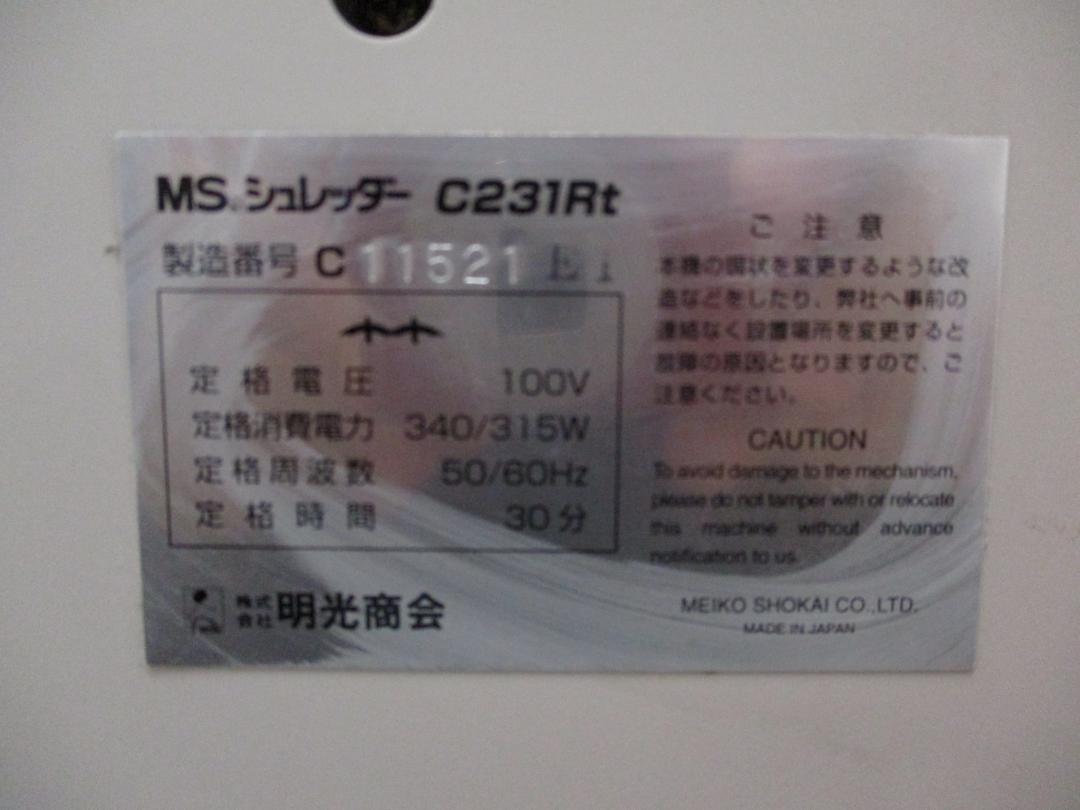 MS.シュレッダー C231Rt
製造番号 C 11521
定格電圧 100V
定格消費電力 340/315W
定格周波数 50/60Hz
定格時間 30分
株式会社 明光商会
ご注意
本機の現状を変更するような改
造などをしたり、弊社へ事前の
連絡なく設置場所を変更すると
故障の原因となりますので、ご
注意ください。
CAUTION
To avoid damage to the mechanism,
please do not tamper with or relocate
this machine without advance
notification to us.
MEIKO SHOKAI CO.,LTD.
MADE IN JAPAN